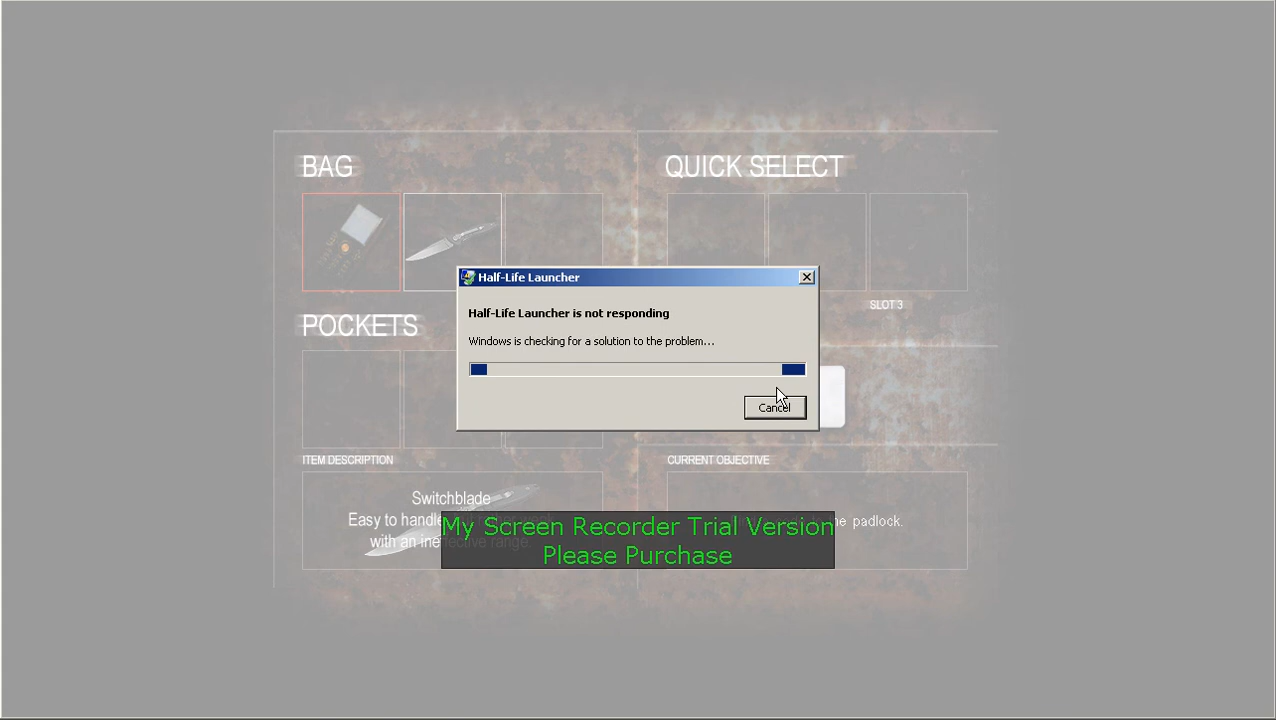 BAG
QUICK SELECT
Half-Life Launcher
Half-Life Launcher is not responding
Windows is checking for a solution to the problem...
Cancel
SLOT 3
POCKETS
ITEM DESCRIPTION
CURRENT OBJECTIVE
Switchblade
Easy to handle
with an ineffective range.
padlock.
My Screen Recorder Trial Version
Please Purchase